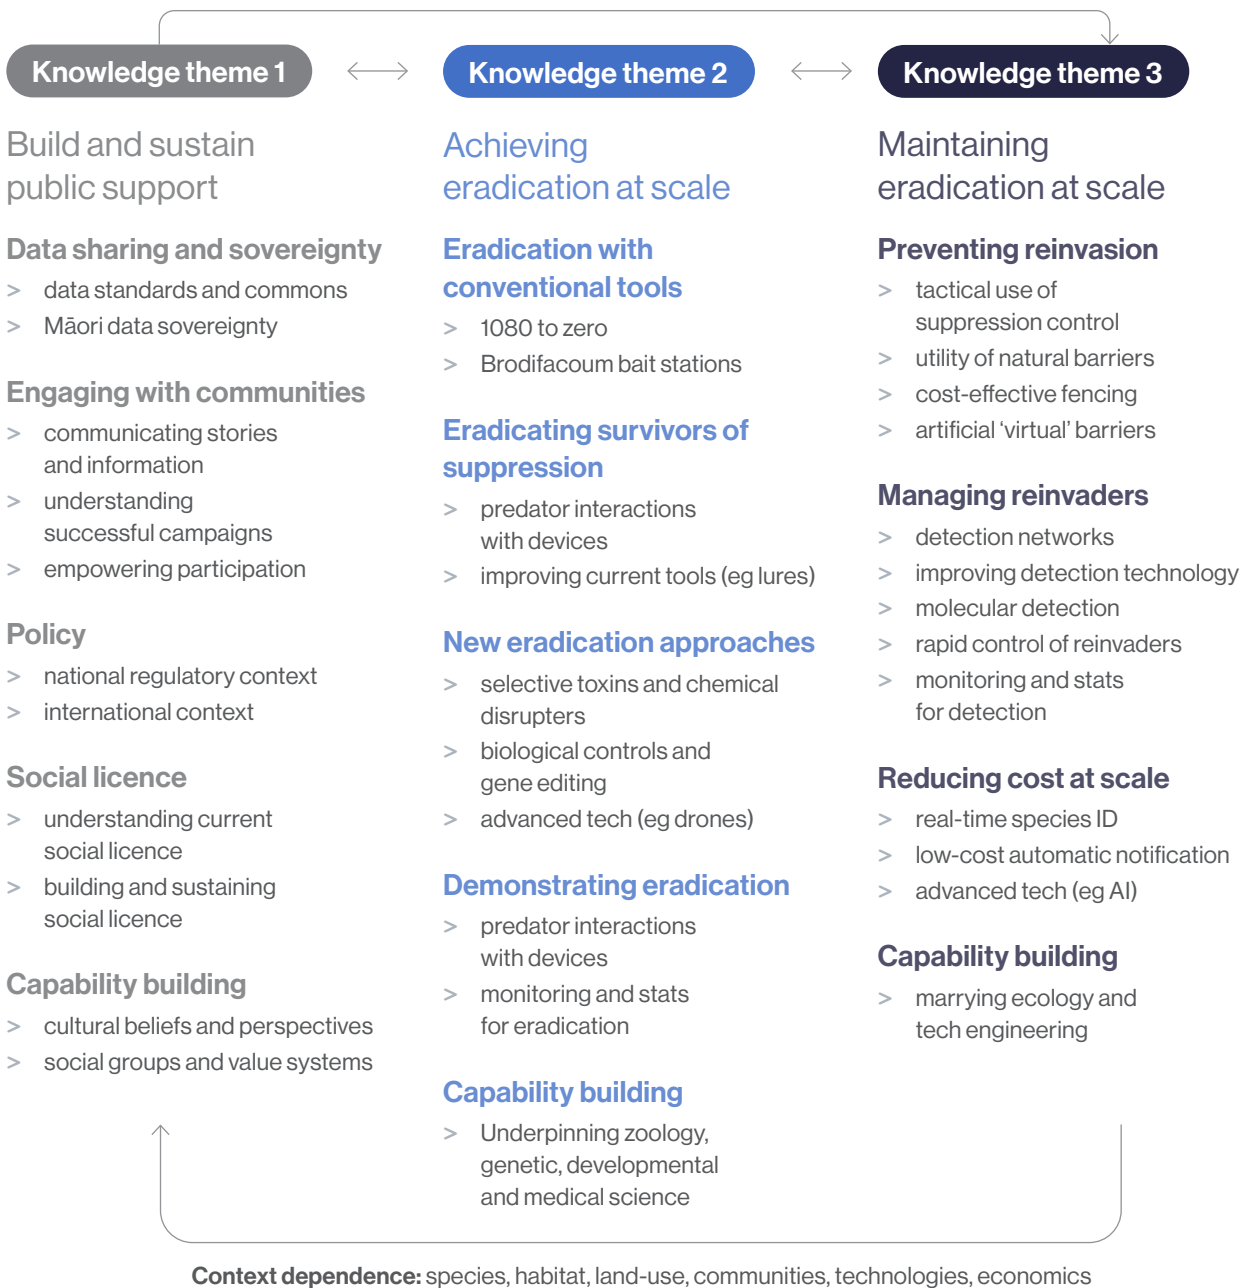 Knowledge theme 1
Build and sustain
public support
Data sharing and sovereignty
> data standards and commons
> Māori data sovereignty
Engaging with communities
> communicating stories
and information
> understanding
successful campaigns
> empowering participation
Policy
> national regulatory context
> international context
Social licence
> understanding current
social licence
> building and sustaining
social licence
Capability building
> cultural beliefs and perspectives
> social groups and value systems
Knowledge theme 2
Achieving
eradication at scale
Eradication with
conventional tools
> 1080 to zero
> Brodifacoum bait stations
Eradicating survivors of
suppression
> predator interactions
with devices
> improving current tools (eg lures)
New eradication approaches
> selective toxins and chemical
disrupters
> biological controls and
gene editing
> advanced tech (eg drones)
Demonstrating eradication
> predator interactions
with devices
> monitoring and stats
for eradication
Capability building
> Underpinning zoology,
genetic, developmental
and medical science
Knowledge theme 3
Maintaining
eradication at scale
Preventing reinvasion
> tactical use of
suppression control
> utility of natural barriers
> cost-effective fencing
> artificial ‘virtual’ barriers
Managing reinvaders
> detection networks
> improving detection technology
> molecular detection
> rapid control of reinvaders
> monitoring and stats
for detection
Reducing cost at scale
> real-time species ID
> low-cost automatic notification
> advanced tech (eg AI)
Capability building
> marrying ecology and
tech engineering
Context dependence: species, habitat, land-use, communities, technologies, economics